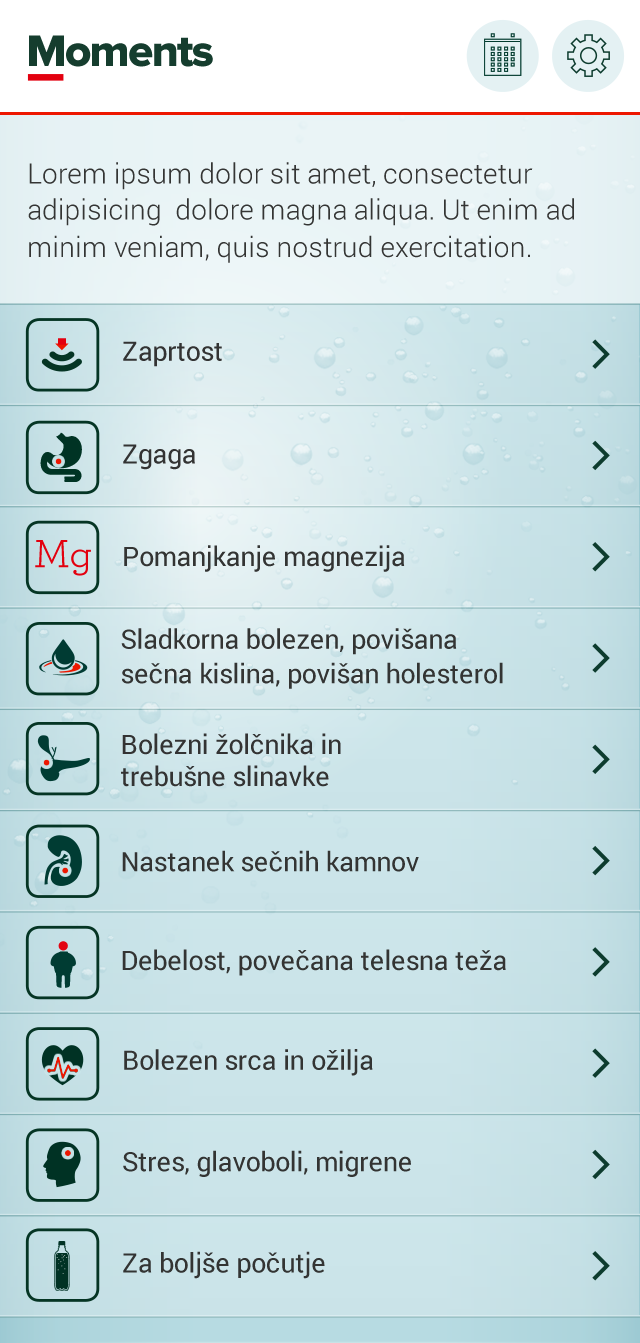 Moments
Lorem ipsum dolor sit amet, consectetur
adipisicing dolore magna aliqua. Ut enim ad
minim veniam, quis nostrud exercitation.
Zaprtost
Zgaga
Mg
Pomanjkanje magnezija
Sladkorna bolezen, povišana
sečna kislina, povišan holesterol
Bolezni žolčnika in
trebušne slinavke
Nastanek sečnih kamnov
Debelost, povečana telesna teža
Bolezen srca in ožilja
Stres, glavoboli, migrene
Za boljše počutje